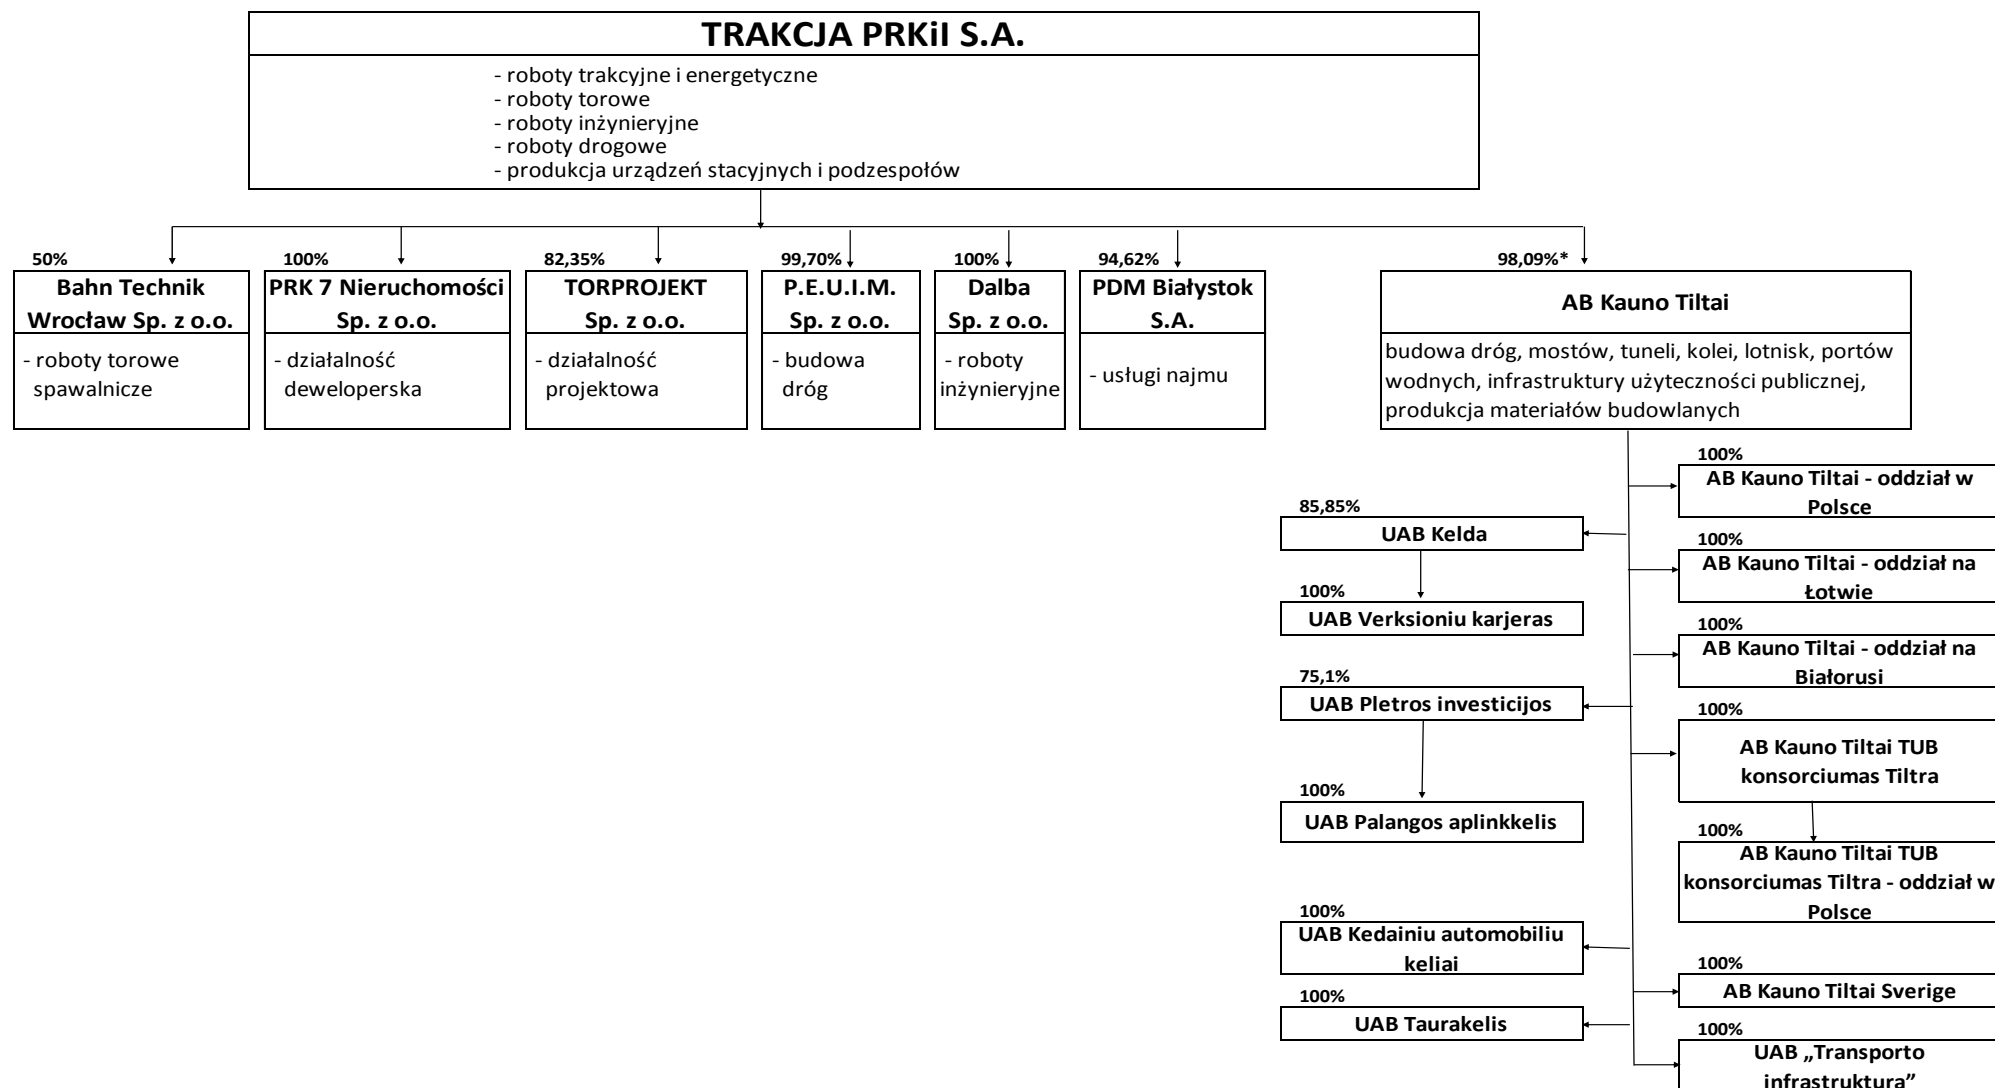 TRAKCJA PRKiI S.A.
- roboty trakcyjne i energetyczne
- roboty torowe
- roboty inżynieryjne
- roboty drogowe
- produkcja urządzeń stacyjnych i podzespołów
50%
Bahn Technik
Wrocław Sp. z o.o.
- roboty torowe
spawalnicze
100%
PRK 7 Nieruchomości
Sp. z o.o.
- działalność
deweloperska
82,35%
TORPROJEKT
Sp. z o.o.
- działalność
projektowa
99,70%
P.E.U.I.M.
Sp. z o.o.
- budowa
dróg
100%
Dalba
Sp. z o.o.
- roboty
inżynieryjne
94,62%
PDM Białystok
S.A.
- usługi najmu
98,09%*
AB Kauno Tiltai
budowa dróg, mostów, tuneli, kolei, lotnisk, portów
wodnych, infrastruktury użyteczności publicznej,
produkcja materiałów budowlanych
85,85%
UAB Kelda
100%
UAB Verksioniu karjeras
75,1%
UAB Pletros investicijos
100%
UAB Palangos aplinkkelis
100%
UAB Kedainiu automobiliu
keliai
100%
UAB Taurakelis
100%
AB Kauno Tiltai - oddział w
Polsce
100%
AB Kauno Tiltai - oddział na
Łotwie
100%
AB Kauno Tiltai - oddział na
Białorusi
100%
AB Kauno Tiltai TUB
konsorciumas Tiltra
100%
AB Kauno Tiltai TUB
konsorciumas Tiltra - oddział w
Polsce
100%
AB Kauno Tiltai Sverige
100%
UAB „Transporto
infrastruktura”